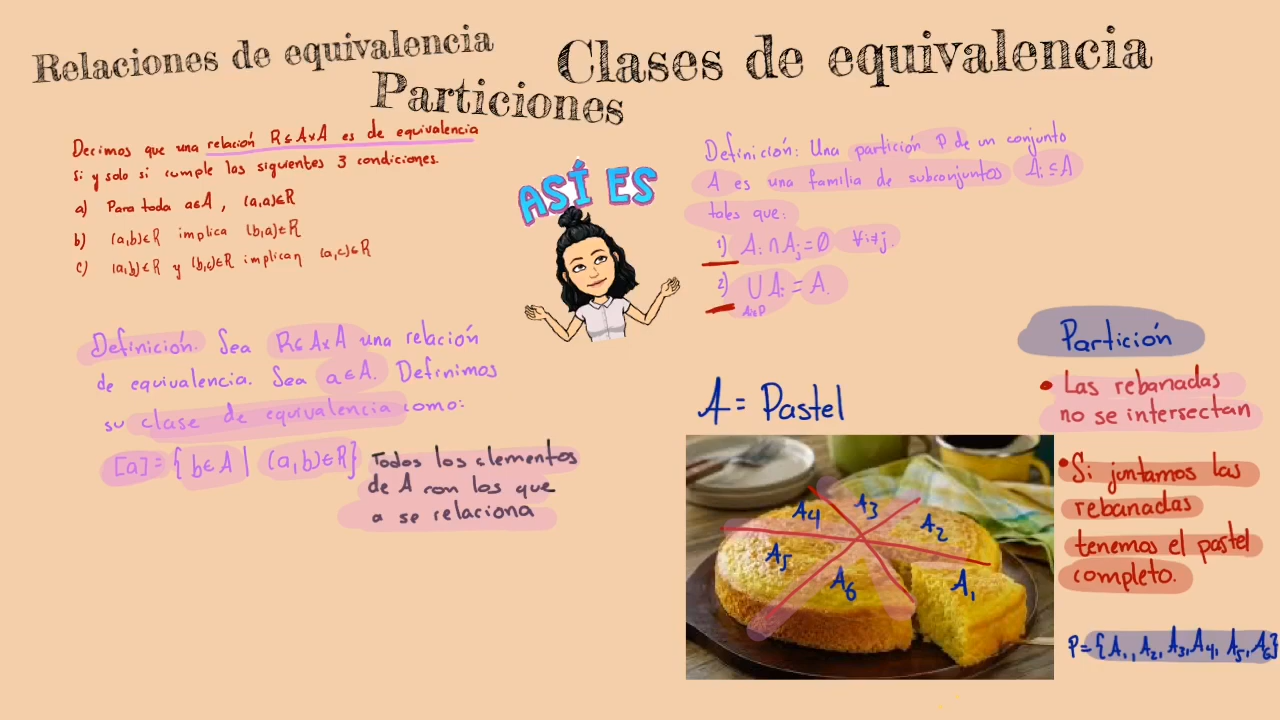 Relaciones de equivalencia
Particiones
Clases de equivalencia
Decimos que una relación R⊆A×A es de equivalencia
si y solo si cumple las siguientes 3 condiciones.
a) Para toda a∈A, (a,a)∈R
b) (a,b)∈R implica (b,a)∈R
c) (a,b)∈R y (b,c)∈R implican (a,c)∈R
ASÍ ES
Definición: Una partición P de un conjunto
A es una familia de subconjuntos Ai⊆A
tales que:
1) Ai∩Aj=∅ ∀i≠j.
2) ∪Ai=A.
Ai∈P
Definición. Sea R⊆A×A una relación
de equivalencia. Sea a∈A. Definimos
su clase de equivalencia como:
[a]={b∈A| (a,b)∈R}
Todos los elementos
de A con los que
a se relaciona
A = Pastel
A4 A3 A2
A5 A6 A1
Partición
• Las rebanadas
no se intersectan
• Si juntamos las
rebanadas
tenemos el pastel
completo.
P={A1, A2, A3, A4, A5, A6}